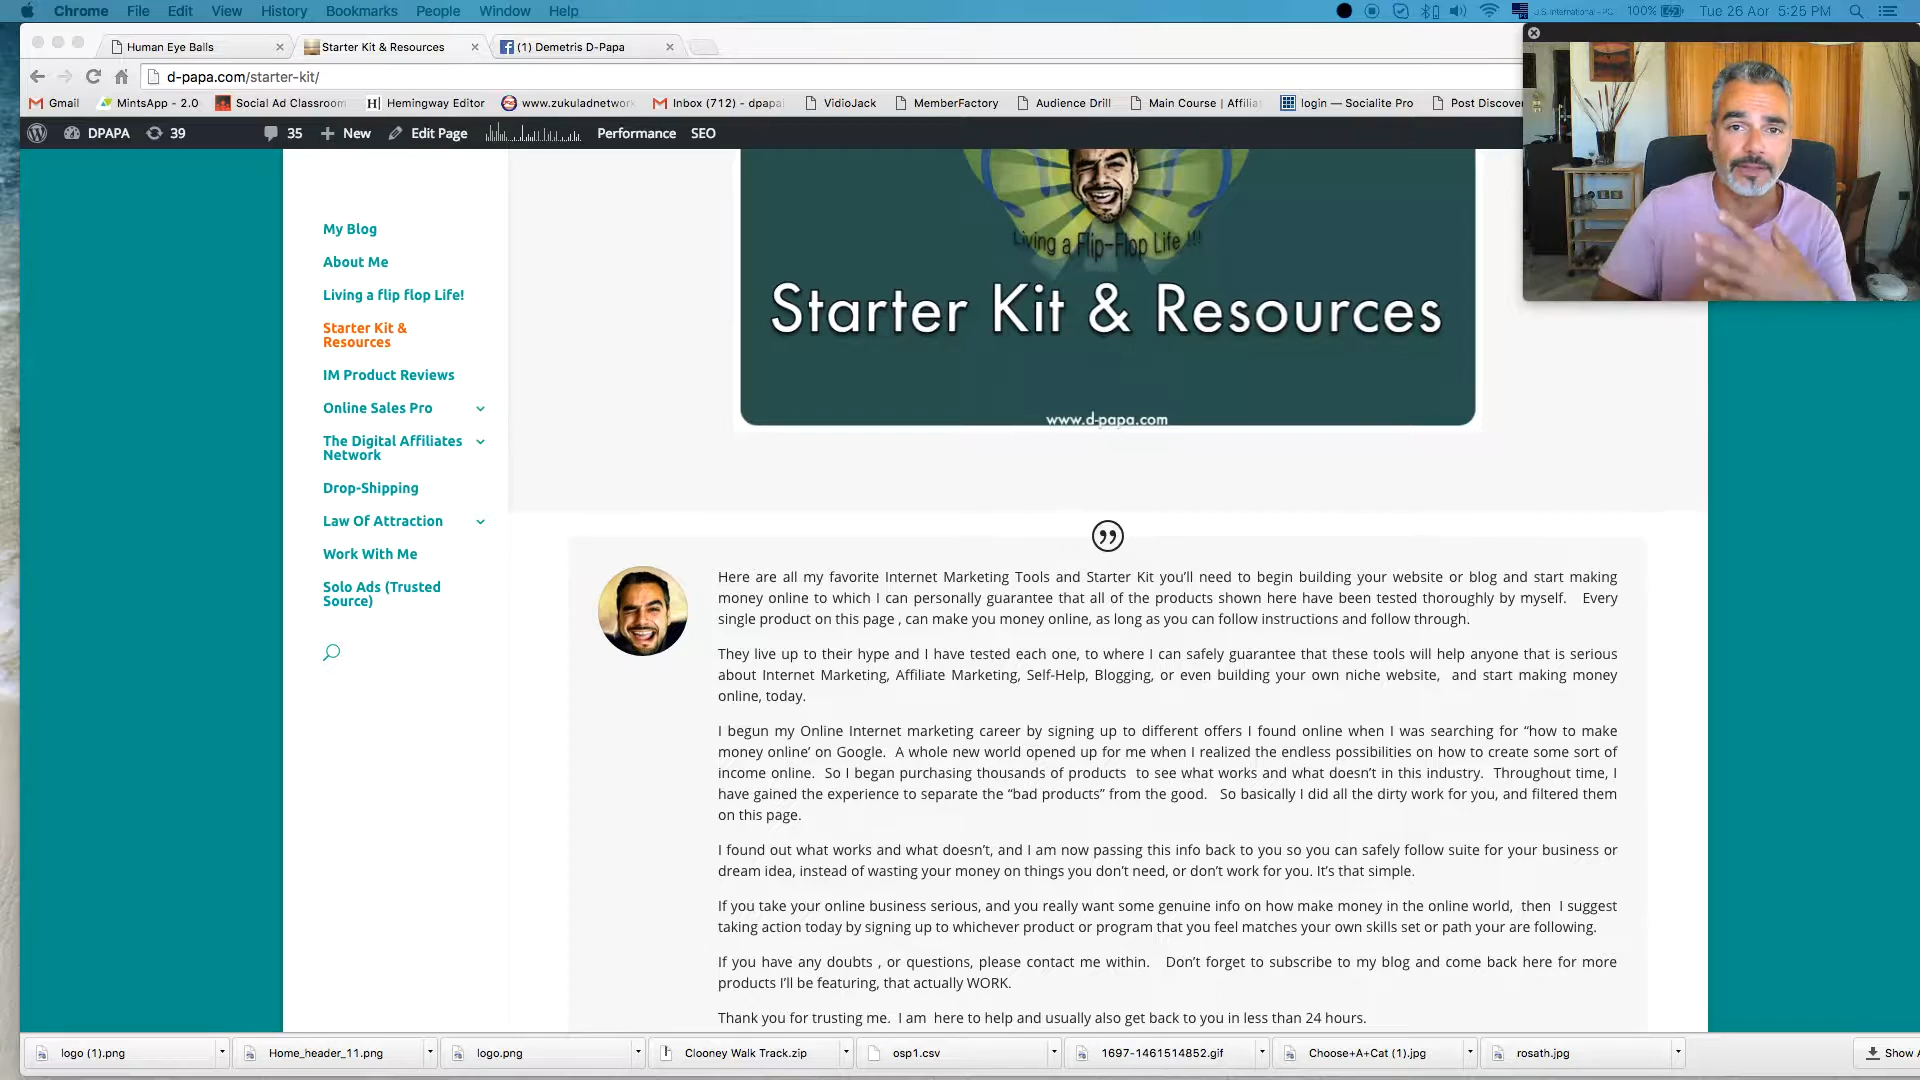 Chrome File Edit View History Bookmarks People Window Help
100% Tue 26 Apr 5:25 PM
Human Eye Balls
Starter Kit & Resources
(1) Demetris D-Papa
d-papa.com/starter-kit/
Gmail
MintsApp - 2.0
Social Ad Classroom
Hemingway Editor
www.zukuladnetwor
Inbox (712) - dpapa
VidioJack
MemberFactory
Audience Drill
Main Course | Affilia
login — Socialite Pro
Post Discover
DPAPA 39 35 New Edit Page Performance SEO
My Blog
About Me
Living a flip flop Life!
Starter Kit &
Resources
IM Product Reviews
Online Sales Pro
The Digital Affiliates
Network
Drop-Shipping
Law Of Attraction
Work With Me
Solo Ads (Trusted
Source)
Living a Flip-Flop Life !!!
Starter Kit & Resources
www.d-papa.com
Here are all my favorite Internet Marketing Tools and Starter Kit you’ll need to begin building your website or blog and start making
money online to which I can personally guarantee that all of the products shown here have been tested thoroughly by myself. Every
single product on this page , can make you money online, as long as you can follow instructions and follow through.
They live up to their hype and I have tested each one, to where I can safely guarantee that these tools will help anyone that is serious
about Internet Marketing, Affiliate Marketing, Self-Help, Blogging, or even building your own niche website, and start making money
online, today.
I begun my Online Internet marketing career by signing up to different offers I found online when I was searching for “how to make
money online’ on Google. A whole new world opened up for me when I realized the endless possibilities on how to create some sort of
income online. So I began purchasing thousands of products to see what works and what doesn’t in this industry. Throughout time, I
have gained the experience to separate the “bad products” from the good. So basically I did all the dirty work for you, and filtered them
on this page.
I found out what works and what doesn’t, and I am now passing this info back to you so you can safely follow suite for your business or
dream idea, instead of wasting your money on things you don’t need, or don’t work for you. It’s that simple.
If you take your online business serious, and you really want some genuine info on how make money in the online world, then I suggest
taking action today by signing up to whichever product or program that you feel matches your own skills set or path your are following.
If you have any doubts , or questions, please contact me within. Don’t forget to subscribe to my blog and come back here for more
products I’ll be featuring, that actually WORK.
Thank you for trusting me. I am here to help and usually also get back to you in less than 24 hours.
logo (1).png
Home_header_11.png
logo.png
Clooney Walk Track.zip
osp1.csv
1697-1461514852.gif
Choose+A+Cat (1).jpg
rosath.jpg
Show